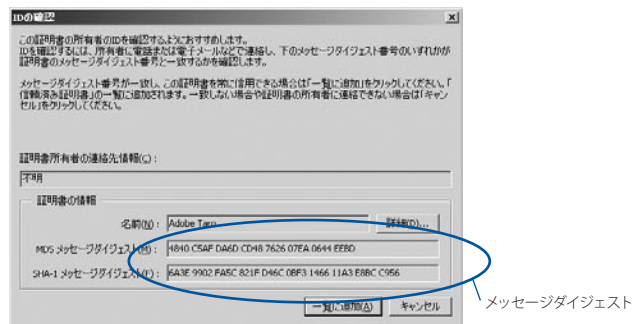 IDの確認
この証明書の所有者のIDを確認するようにおすすめします。
IDを確認するには、所有者に電話または電子メールなどで連絡し、下のメッセージダイジェスト番号のいずれかが
証明書のメッセージダイジェスト番号と一致するかを確認します。
メッセージダイジェスト番号が一致し、この証明書を常に信用できる場合は「一覧に追加」をクリックしてください。「
信頼済み証明書」の一覧に追加されます。一致しない場合や証明書の所有者に連絡できない場合は「キャン
セル」をクリックしてください。
証明書所有者の連絡先情報(C)：
不明
証明書の情報
名前(N)： Adobe Taro 詳細(D)...
MD5 メッセージダイジェスト(M)： 4840 C5AF DA6D CD48 7626 07EA 0644 EEBD
SHA-1 メッセージダイジェスト(F)： 6A3E 9902 FA5C 821F D46C 0BF3 1466 11A3 E8BC C956
メッセージダイジェスト
一覧に追加(A) キャンセル